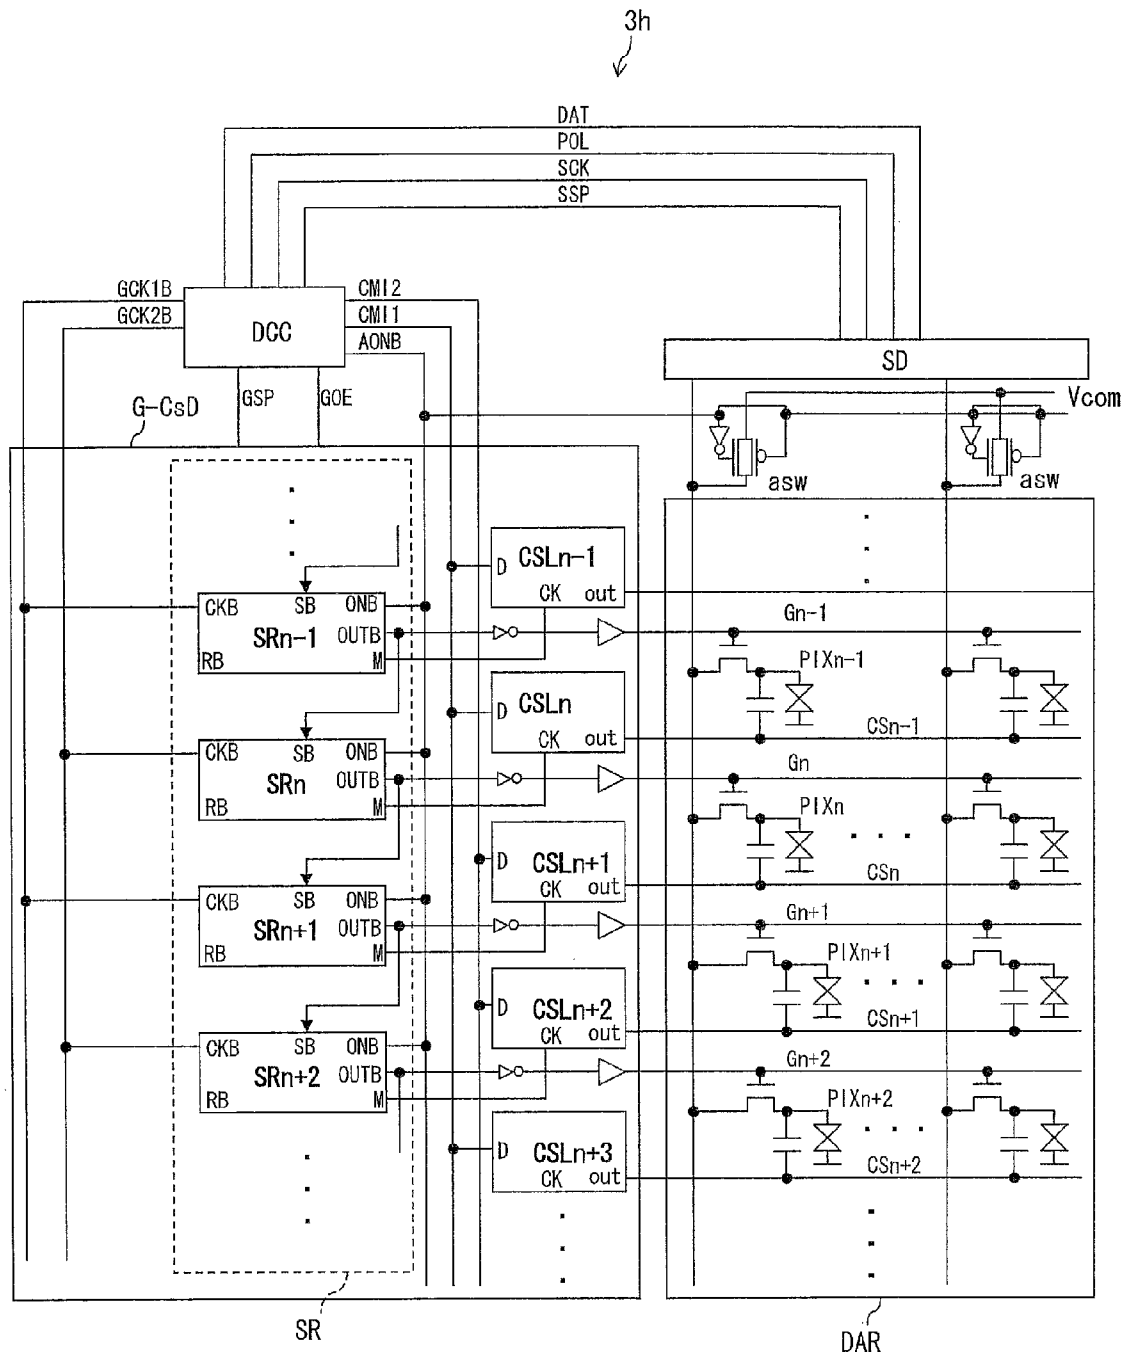 3h
DAT
POL
SCK
SSP
GCK1B
GCK2B
DCC
CMI2
CMI1
AONB
GSP
GOE
SD
Vcom
asw
asw
G-CsD
CSLn-1
D
CK
out
CKB
SB
ONB
SRn-1
OUTB
RB
M
Gn-1
PIXn-1
CSn-1
CSLn
D
CK
out
CKB
SB
ONB
SRn
OUTB
RB
M
Gn
PIXn
CSn
CSLn+1
D
CK
out
CKB
SB
ONB
SRn+1
OUTB
RB
M
Gn+1
PIXn+1
CSn+1
CSLn+2
D
CK
out
CKB
SB
ONB
SRn+2
OUTB
RB
M
Gn+2
PIXn+2
CSn+2
CSLn+3
D
CK
out
SR
DAR